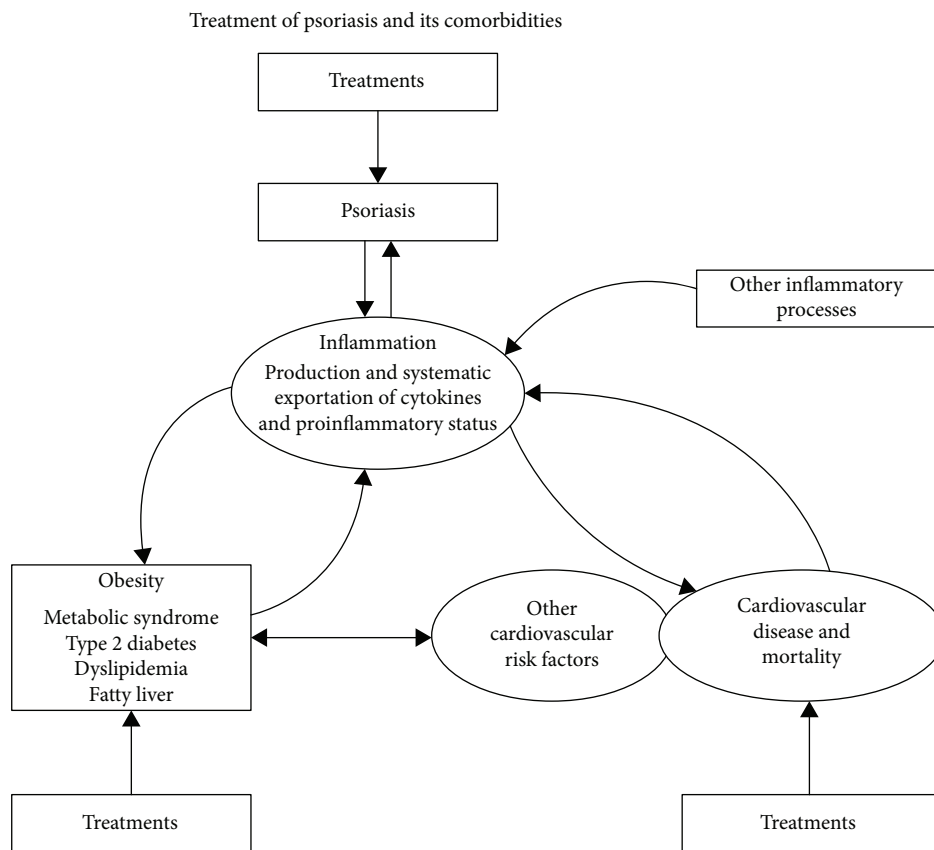 Treatment of psoriasis and its comorbidities
Treatments
Psoriasis
Other inflammatory
processes
Inflammation
Production and systematic
exportation of cytokines
and proinflammatory status
Obesity
Metabolic syndrome
Type 2 diabetes
Dyslipidemia
Fatty liver
Other
cardiovascular
risk factors
Cardiovascular
disease and
mortality
Treatments
Treatments